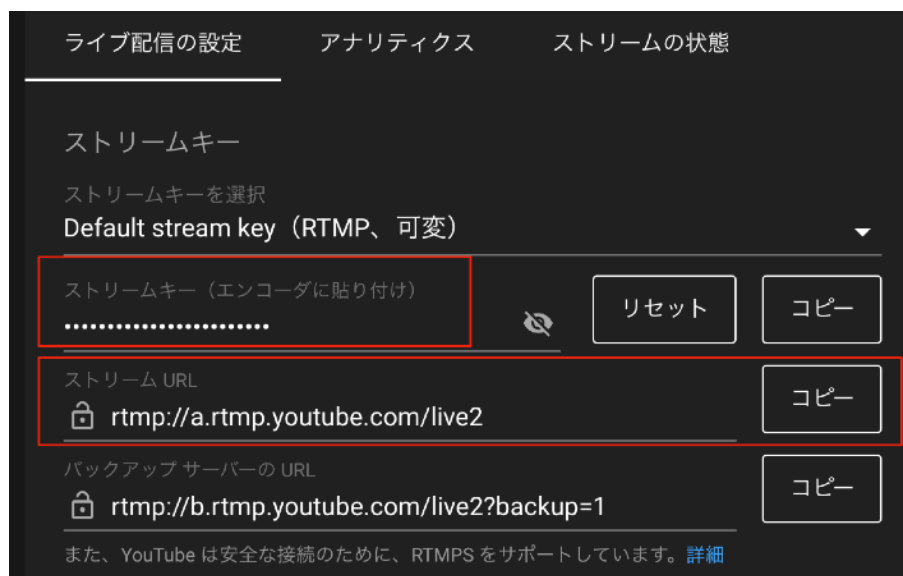 ライブ配信の設定 アナリティクス ストリームの状態
ストリームキー
ストリームキーを選択
Default stream key（RTMP、可変）
ストリームキー（エンコーダに貼り付け）
•••••••••••••••••••••••• リセット コピー
ストリーム URL
rtmp://a.rtmp.youtube.com/live2 コピー
バックアップ サーバーの URL
rtmp://b.rtmp.youtube.com/live2?backup=1 コピー
また、YouTube は安全な接続のために、RTMPS をサポートしています。詳細